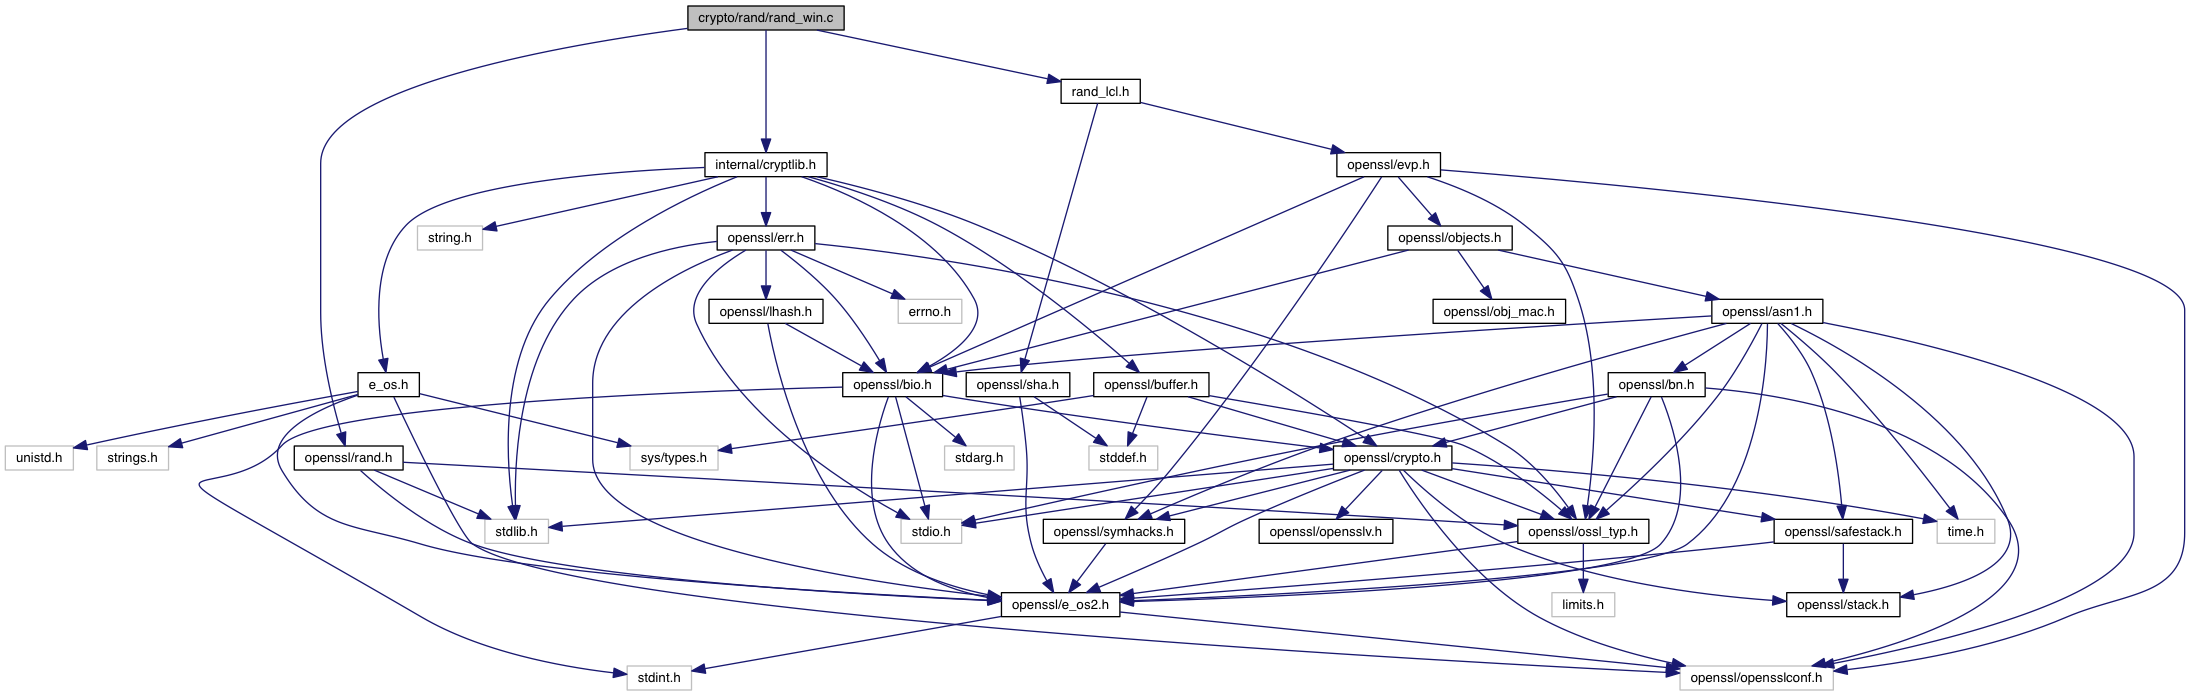 crypto/rand/rand_win.c
rand_lcl.h
internal/cryptlib.h
openssl/evp.h
string.h
openssl/err.h
openssl/objects.h
openssl/lhash.h
errno.h
openssl/obj_mac.h
openssl/asn1.h
e_os.h
openssl/bio.h
openssl/sha.h
openssl/buffer.h
openssl/bn.h
unistd.h
strings.h
openssl/rand.h
sys/types.h
stdarg.h
stddef.h
openssl/crypto.h
stdlib.h
stdio.h
openssl/symhacks.h
openssl/opensslv.h
openssl/ossl_typ.h
openssl/safestack.h
time.h
openssl/e_os2.h
limits.h
openssl/stack.h
stdint.h
openssl/opensslconf.h